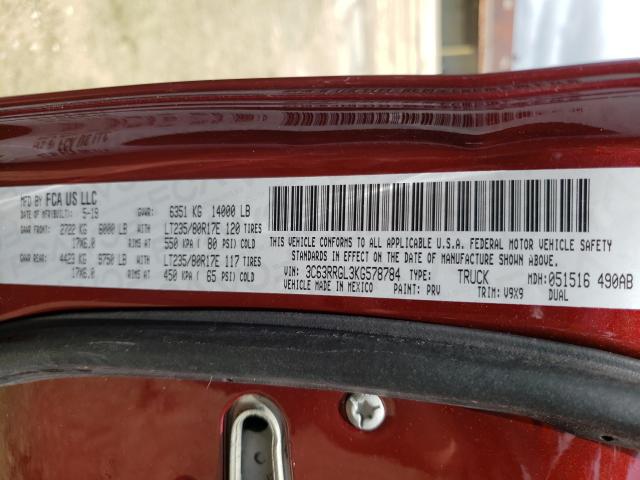 MFD BY FCA US LLC
DATE OF MFR(BUILT): 5-19 GVWR: 6351 KG 14000 LB
GAWR FRONT: 2722 KG 6000 LB WITH LT235/80R17E 120 TIRES
17X6.0 RIMS AT 550 KPA ( 80 PSI) COLD
GAWR REAR: 4423 KG 9750 LB WITH LT235/80R17E 117 TIRES
17X6.0 RIMS AT 450 KPA ( 65 PSI) COLD
THIS VEHICLE CONFORMS TO ALL APPLICABLE U.S.A. FEDERAL MOTOR VEHICLE SAFETY
STANDARDS IN EFFECT ON THE DATE OF MANUFACTURE SHOWN ABOVE
VIN: 3C63RRGL3KG578784 TYPE: TRUCK MDH: 051516 490AB
VEHICLE MADE IN MEXICO PAINT: PRV TRIM: V9X9 DUAL